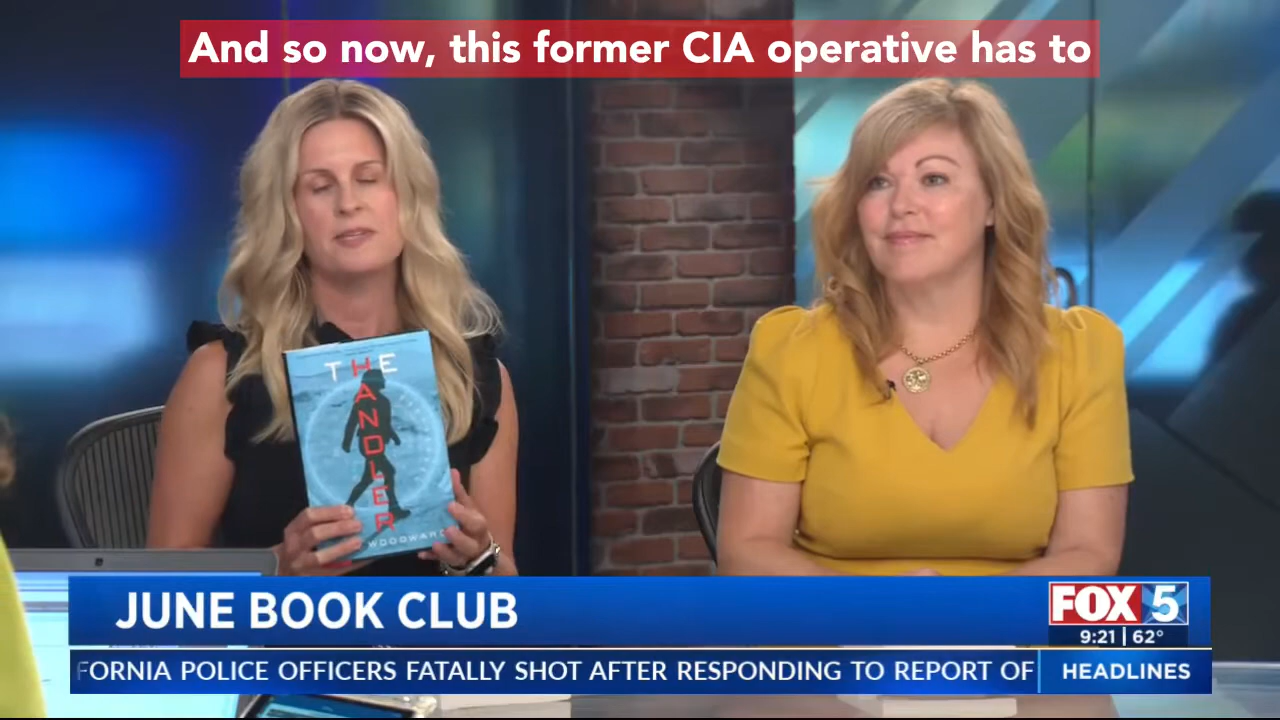 And so now, this former CIA operative has to
THE
HANDLER
WOODWARD
JUNE BOOK CLUB
FOX 5
9:21 | 62°
FORNIA POLICE OFFICERS FATALLY SHOT AFTER RESPONDING TO REPORT OF
HEADLINES